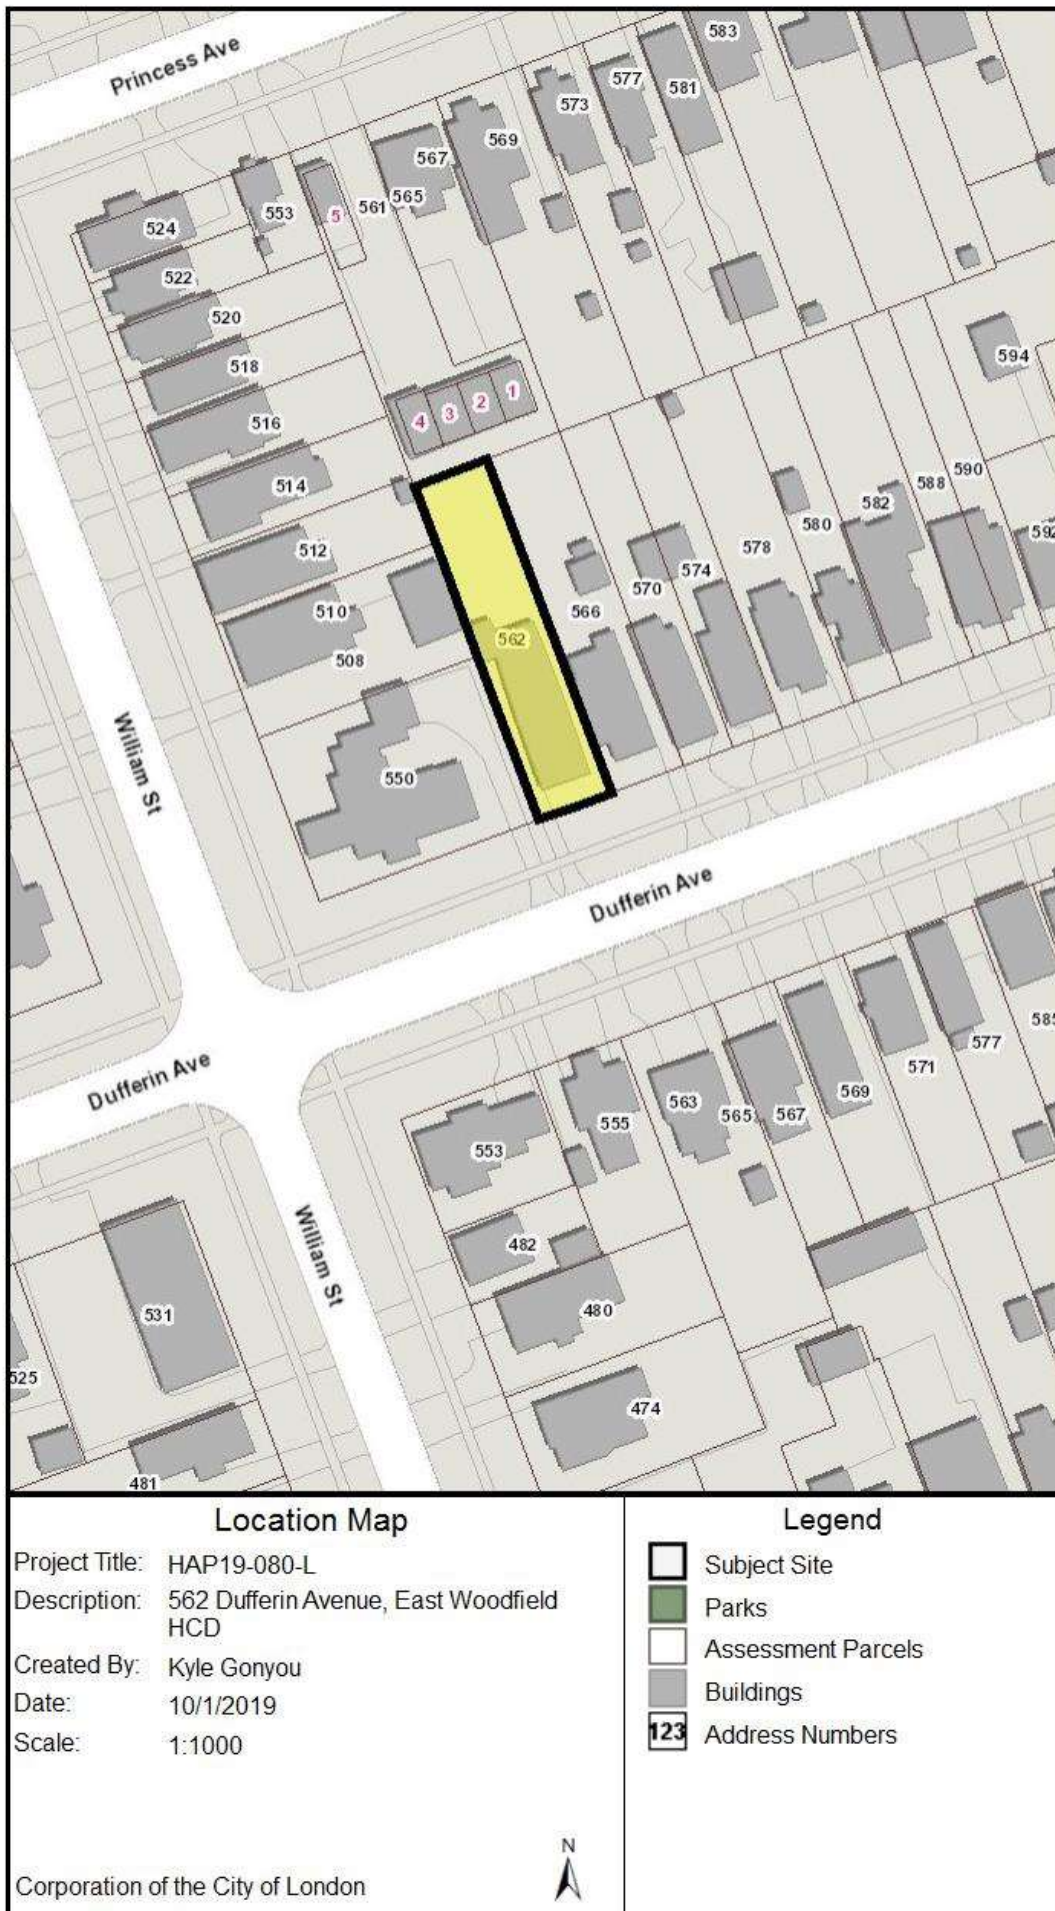 Princess Ave
583
577
581
573
569
567
565
561
5
553
524
522
520
518
516
514
512
510
508
4
3
2
1
594
590
588
582
580
578
574
570
566
562
592
550
William St
Dufferin Ave
Dufferin Ave
585
577
571
569
567
565
563
555
553
482
480
474
William St
531
525
481
Location Map
Project Title: HAP19-080-L
Description: 562 Dufferin Avenue, East Woodfield
HCD
Created By: Kyle Gonyou
Date: 10/1/2019
Scale: 1:1000
N
Corporation of the City of London
Legend
Subject Site
Parks
Assessment Parcels
Buildings
123 Address Numbers